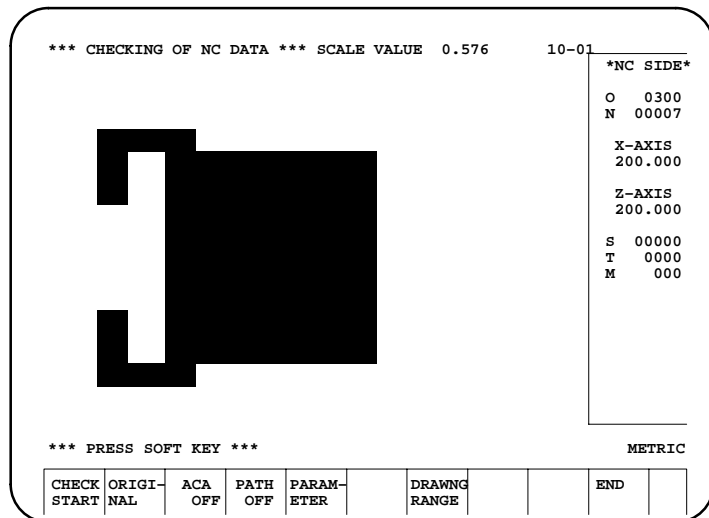 *** CHECKING OF NC DATA *** SCALE VALUE 0.576 10-01
*NC SIDE*
O 0300
N 00007
X-AXIS
200.000
Z-AXIS
200.000
S 00000
T 0000
M 000
*** PRESS SOFT KEY *** METRIC
CHECK ORIGI- ACA PATH PARAM- DRAWNG END
START NAL OFF OFF ETER RANGE